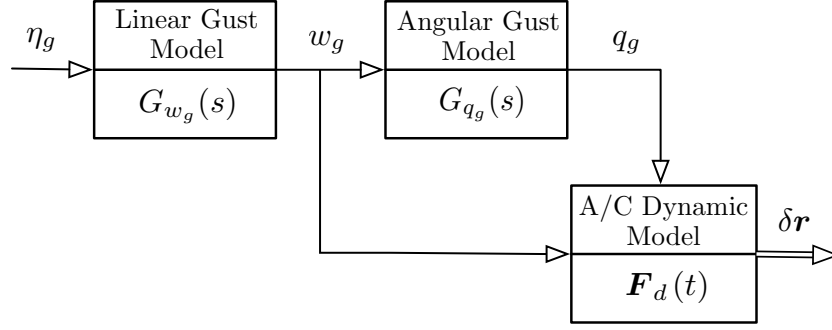 η_g
Linear Gust
Model
G_{w_g}(s)
w_g
Angular Gust
Model
G_{q_g}(s)
q_g
A/C Dynamic
Model
F_d(t)
δr